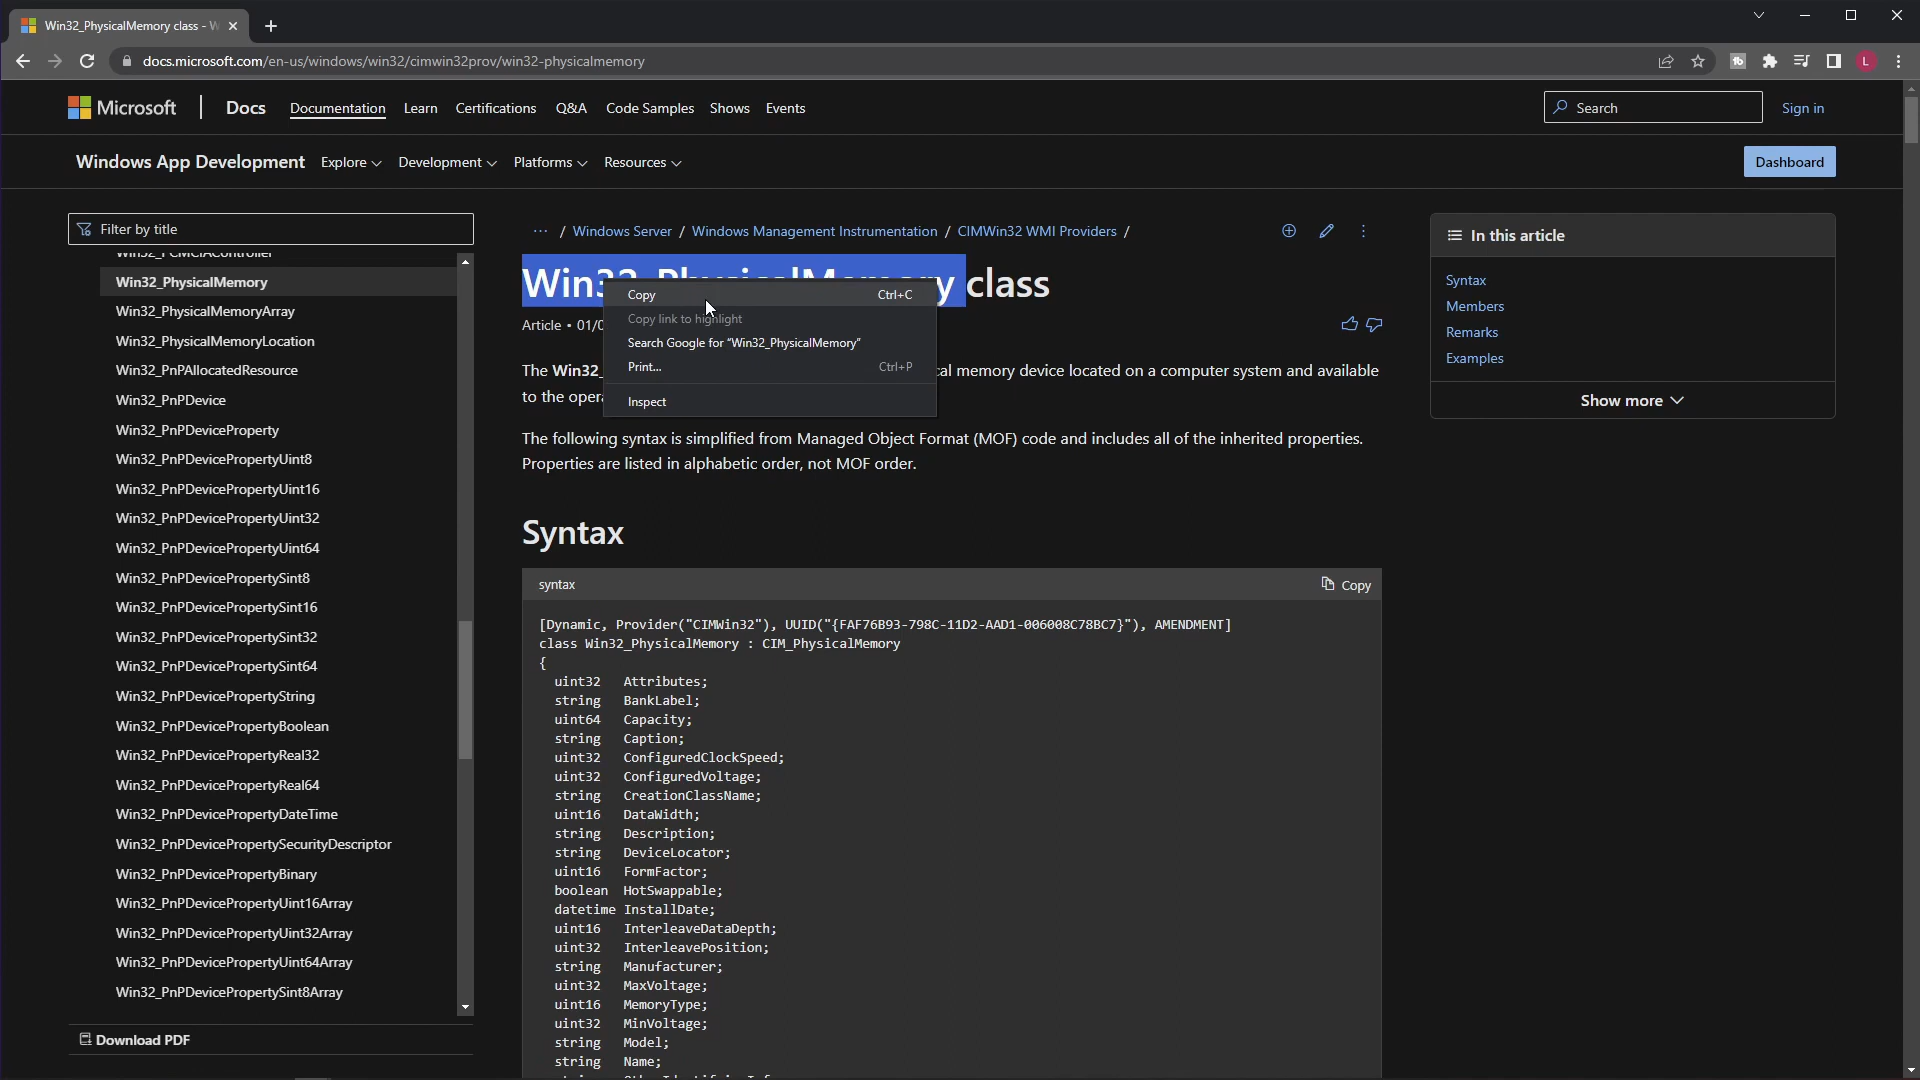 Win32_PhysicalMemory class - W
docs.microsoft.com/en-us/windows/win32/cimwin32prov/win32-physicalmemory
L
Microsoft Docs Documentation Learn Certifications Q&A Code Samples Shows Events Search Sign in
Windows App Development Explore Development Platforms Resources Dashboard
Filter by title
Win32_PCMCIAController
Win32_PhysicalMemory
Win32_PhysicalMemoryArray
Win32_PhysicalMemoryLocation
Win32_PnPAllocatedResource
Win32_PnPDevice
Win32_PnPDeviceProperty
Win32_PnPDevicePropertyUint8
Win32_PnPDevicePropertyUint16
Win32_PnPDevicePropertyUint32
Win32_PnPDevicePropertyUint64
Win32_PnPDevicePropertySint8
Win32_PnPDevicePropertySint16
Win32_PnPDevicePropertySint32
Win32_PnPDevicePropertySint64
Win32_PnPDevicePropertyString
Win32_PnPDevicePropertyBoolean
Win32_PnPDevicePropertyReal32
Win32_PnPDevicePropertyReal64
Win32_PnPDevicePropertyDateTime
Win32_PnPDevicePropertySecurityDescriptor
Win32_PnPDevicePropertyBinary
Win32_PnPDevicePropertyUint16Array
Win32_PnPDevicePropertyUint32Array
Win32_PnPDevicePropertyUint64Array
Win32_PnPDevicePropertySint8Array
Download PDF
... / Windows Server / Windows Management Instrumentation / CIMWin32 WMI Providers /
Win32_PhysicalMemory class
Article • 01/0
Copy Ctrl+C
Copy link to highlight
Search Google for “Win32_PhysicalMemory”
Print... Ctrl+P
Inspect
The Win32_ al memory device located on a computer system and available
to the opera
The following syntax is simplified from Managed Object Format (MOF) code and includes all of the inherited properties.
Properties are listed in alphabetic order, not MOF order.
Syntax
syntax Copy
[Dynamic, Provider("CIMWin32"), UUID("{FAF76B93-798C-11D2-AAD1-006008C78BC7}"), AMENDMENT]
class Win32_PhysicalMemory : CIM_PhysicalMemory
{
uint32 Attributes;
string BankLabel;
uint64 Capacity;
string Caption;
uint32 ConfiguredClockSpeed;
uint32 ConfiguredVoltage;
string CreationClassName;
uint16 DataWidth;
string Description;
string DeviceLocator;
uint16 FormFactor;
boolean HotSwappable;
datetime InstallDate;
uint16 InterleaveDataDepth;
uint32 InterleavePosition;
string Manufacturer;
uint32 MaxVoltage;
uint16 MemoryType;
uint32 MinVoltage;
string Model;
string Name;
In this article
Syntax
Members
Remarks
Examples
Show more